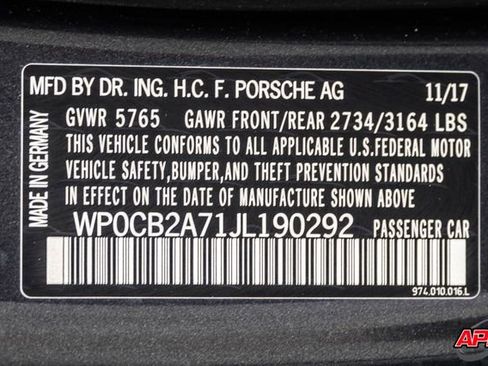 MFD BY DR. ING. H.C. F. PORSCHE AG 11/17
GVWR 5765 GAWR FRONT/REAR 2734/3164 LBS
THIS VEHICLE CONFORMS TO ALL APPLICABLE U.S.FEDERAL MOTOR
VEHICLE SAFETY,BUMPER,AND THEFT PREVENTION STANDARDS
IN EFFECT ON THE DATE OF MANUFACTURE SHOWN ABOVE
WP0CB2A71JL190292 PASSENGER CAR
974.010.016.L
MADE IN GERMANY